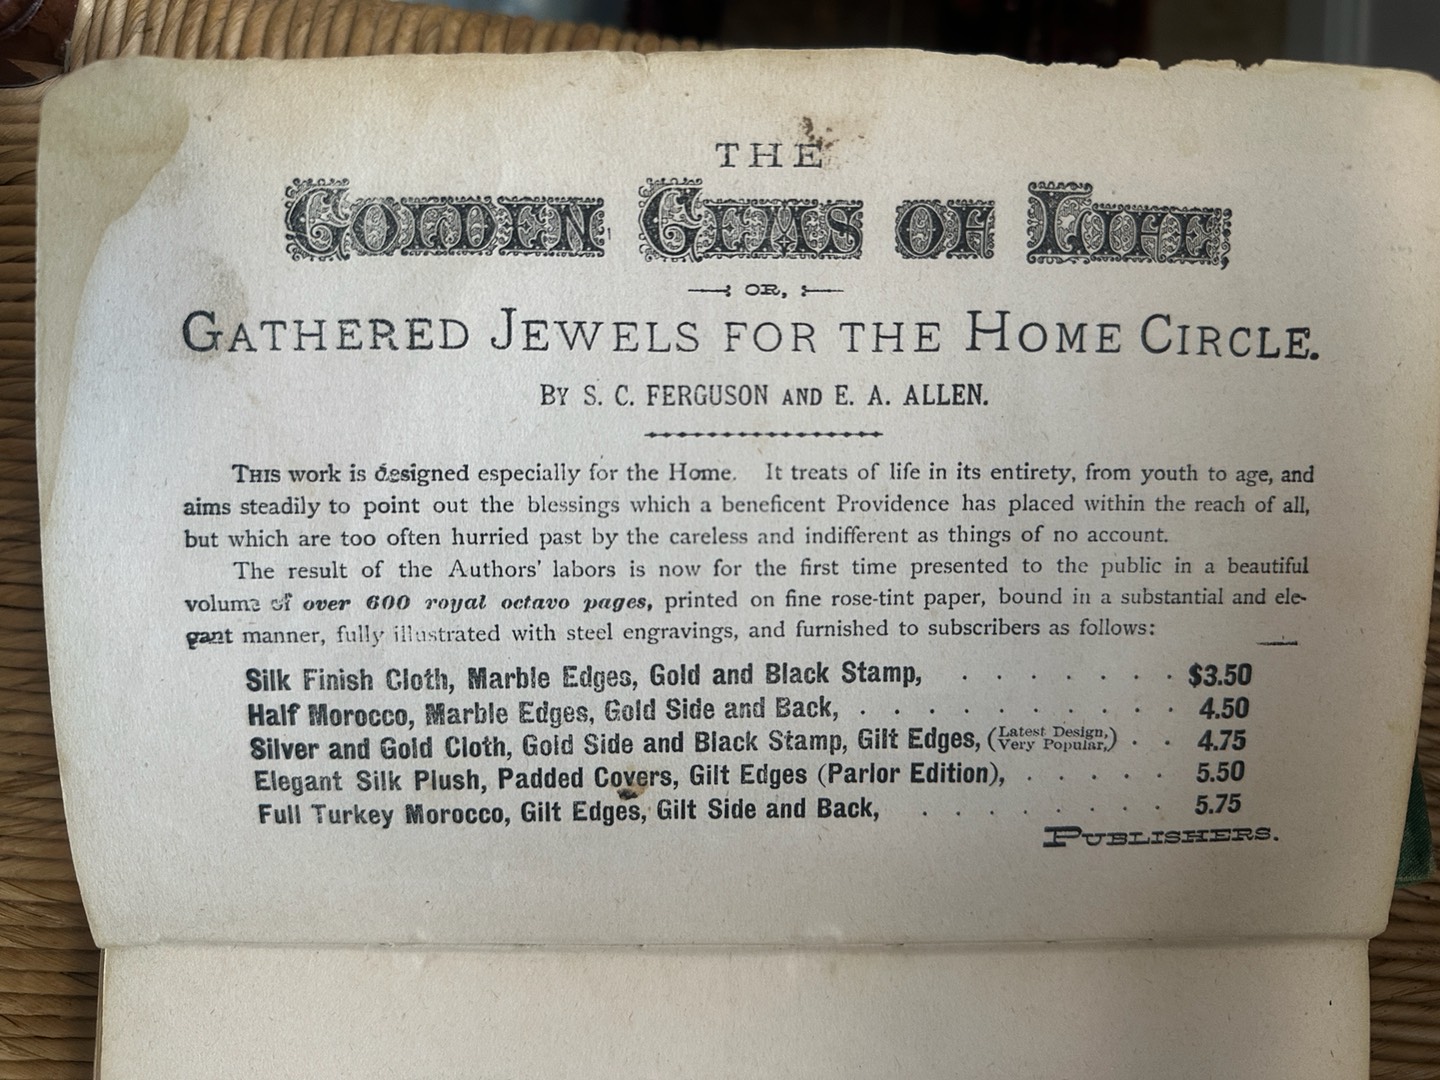 THE
GOLDEN GEMS OF LIFE,
OR,
GATHERED JEWELS FOR THE HOME CIRCLE.
BY S. C. FERGUSON AND E. A. ALLEN.
THIS work is designed especially for the Home. It treats of life in its entirety, from youth to age, and
aims steadily to point out the blessings which a beneficent Providence has placed within the reach of all,
but which are too often hurried past by the careless and indifferent as things of no account.
The result of the Authors' labors is now for the first time presented to the public in a beautiful
volume of over 600 royal octavo pages, printed on fine rose-tint paper, bound in a substantial and ele-
gant manner, fully illustrated with steel engravings, and furnished to subscribers as follows:
Silk Finish Cloth, Marble Edges, Gold and Black Stamp, . . . . . . . $3.50
Half Morocco, Marble Edges, Gold Side and Back, . . . . . . . . . . 4.50
Silver and Gold Cloth, Gold Side and Black Stamp, Gilt Edges, (Latest Design, Very Popular,) . . 4.75
Elegant Silk Plush, Padded Covers, Gilt Edges (Parlor Edition), . . . . . 5.50
Full Turkey Morocco, Gilt Edges, Gilt Side and Back, . . . . . . . . 5.75
PUBLISHERS.